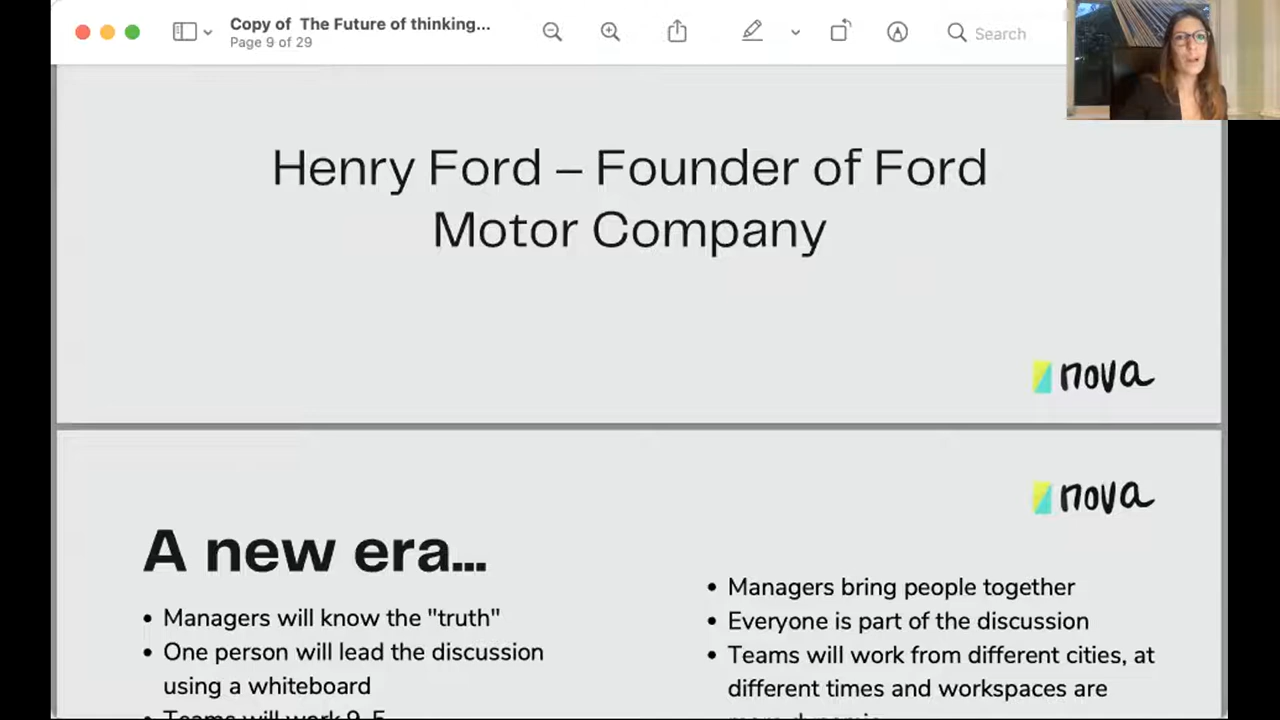 Copy of The Future of thinking...
Page 9 of 29
Search
Henry Ford – Founder of Ford
Motor Company
nova
nova
A new era...
• Managers will know the "truth"
• One person will lead the discussion
using a whiteboard
• Teams will work 9-5
• Managers bring people together
• Everyone is part of the discussion
• Teams will work from different cities, at
different times and workspaces are
more dynamic